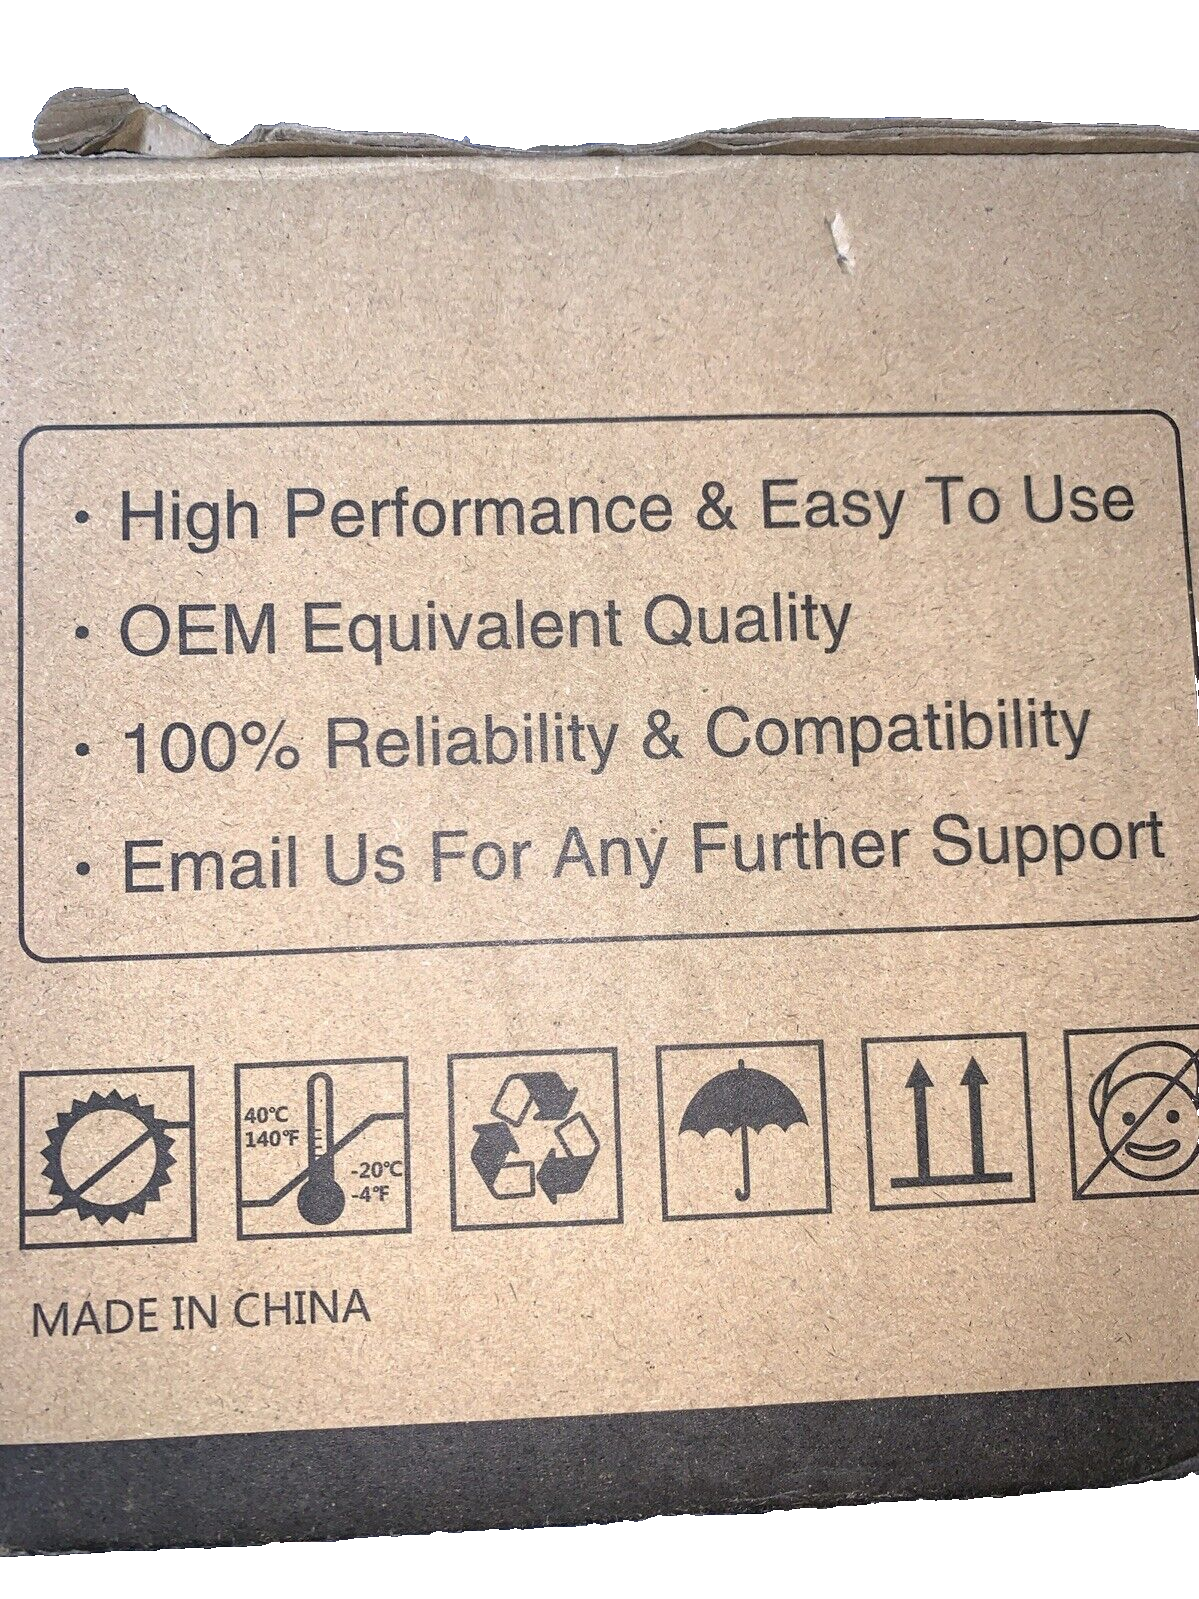 • High Performance & Easy To Use
• OEM Equivalent Quality
• 100% Reliability & Compatibility
• Email Us For Any Further Support
40℃
140℉
-20℃
-4℉
MADE IN CHINA